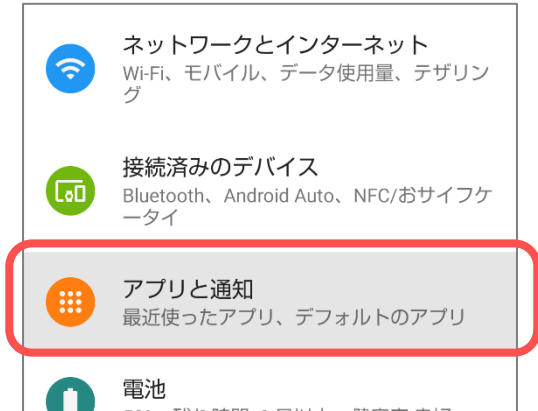 ネットワークとインターネット
Wi-Fi、モバイル、データ使用量、テザリン
グ
接続済みのデバイス
Bluetooth、Android Auto、NFC/おサイフケ
ータイ
アプリと通知
最近使ったアプリ、デフォルトのアプリ
電池